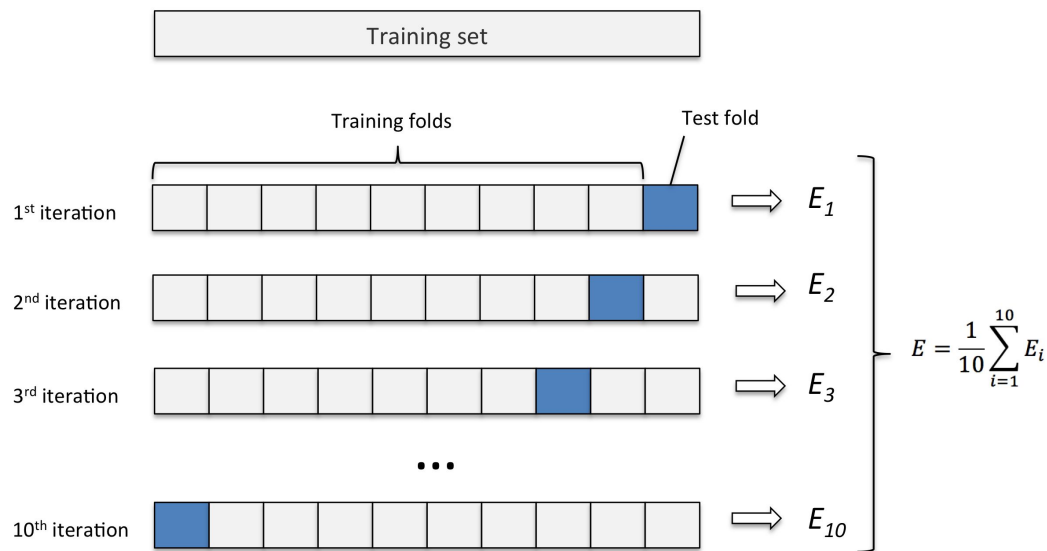 Training set
Training folds
Test fold
1st iteration
E1
2nd iteration
E2
3rd iteration
E3
E = 1/10 10∑i=1 Ei
...
10th iteration
E10